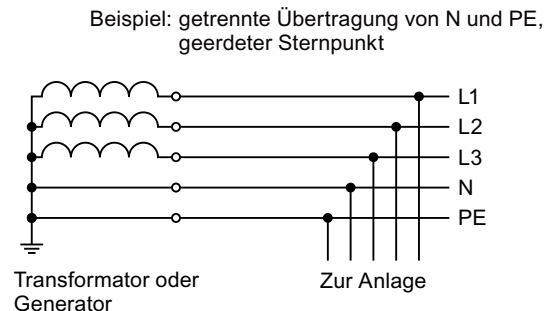 Beispiel: getrennte Übertragung von N und PE,
geerdeter Sternpunkt
L1
L2
L3
N
PE
Transformator oder
Generator
Zur Anlage